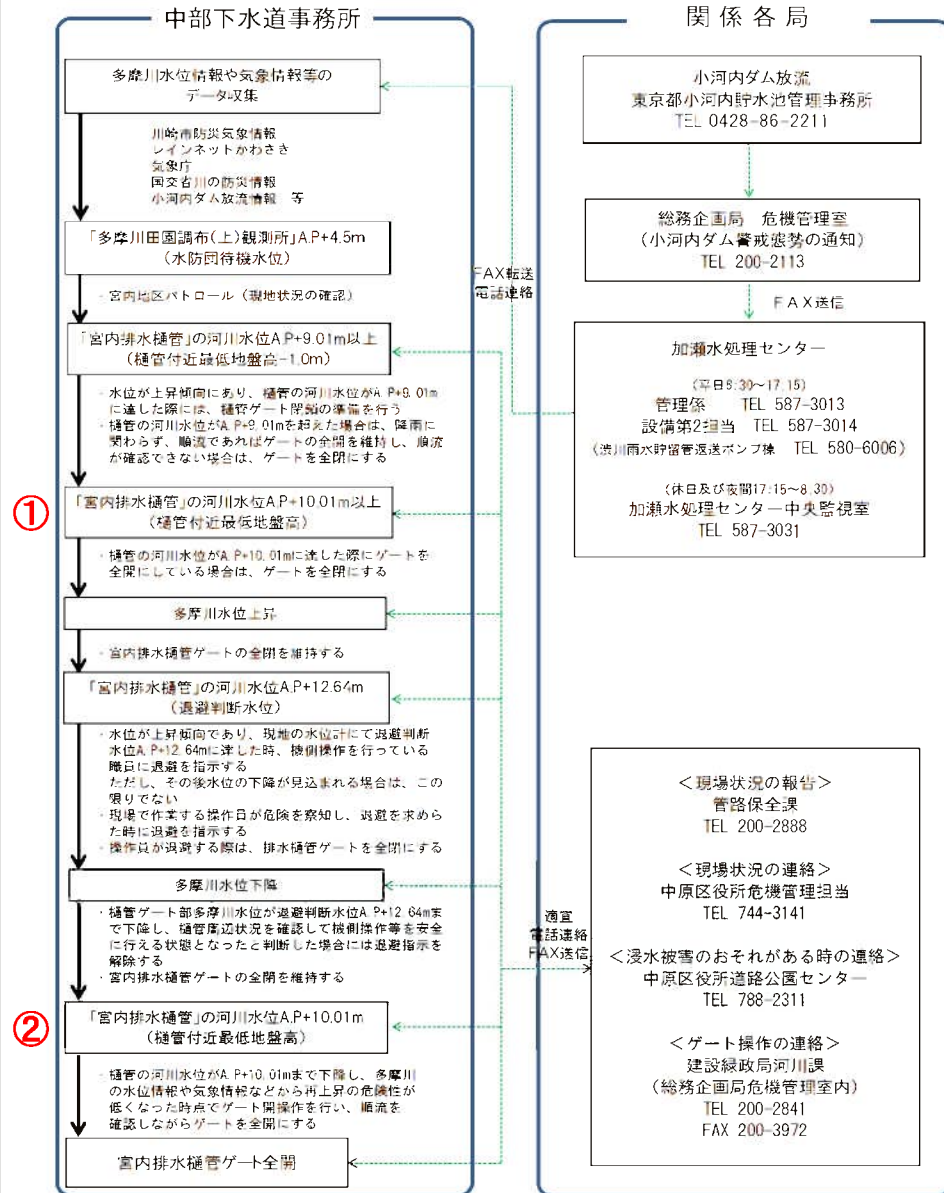 中部下水道事務所
多摩川水位情報や気象情報等の
データ収集
川崎市防災気象情報
レインネットかわさき
気象庁
国交省川の防災情報
小河内ダム放流情報 等
「多摩川田園調布(上)観測所」A.P+4.5m
(水防団待機水位)
・宮内地区パトロール（現地状況の確認）
「宮内排水樋管」の河川水位A.P+9.01m以上
(樋管付近最低地盤高-1.0m)
・水位が上昇傾向にあり、樋管の河川水位がA.P+9.01m
に達した際には、樋管ゲート閉鎖の準備を行う
・樋管の河川水位がA.P+9.01mを超えた場合は、降雨に
関わらず、順流であればゲートの全開を維持し、順流
が確認できない場合は、ゲートを全閉にする
①
「宮内排水樋管」の河川水位A.P+10.01m以上
(樋管付近最低地盤高)
・樋管の河川水位がA.P+10.01mに達した際にゲートを
全開にしている場合は、ゲートを全閉にする
多摩川水位上昇
・宮内排水樋管ゲートの全閉を維持する
「宮内排水樋管」の河川水位A.P+12.64m
(退避判断水位)
・水位が上昇傾向であり、現地の水位計にて退避判断
水位A.P+12.64mに達した時、機側操作を行っている
職員に退避を指示する
ただし、その後水位の下降が見込まれる場合は、この
限りでない
・現場で作業する操作員が危険を察知し、退避を求めら
た時に退避を指示する
・操作員が退避する際は、排水樋管ゲートを全閉にする
多摩川水位下降
・樋管ゲート部多摩川水位が退避判断水位A.P+12.64mま
で下降し、樋管周辺状況を確認して機側操作等を安全
に行える状態となったと判断した場合には退避指示を
解除する
・宮内排水樋管ゲートの全閉を維持する
②
「宮内排水樋管」の河川水位A.P+10.01m
(樋管付近最低地盤高)
・樋管の河川水位がA.P+10.01mまで下降し、多摩川
の水位情報や気象情報などから再上昇の危険性が
低くなった時点でゲート開操作を行い、順流を
確認しながらゲートを全開にする
宮内排水樋管ゲート全開
FAX転送
電話連絡
適宜
電話連絡
FAX送信
関係各局
小河内ダム放流
東京都小河内貯水池管理事務所
TEL 0428-86-2211
総務企画局 危機管理室
(小河内ダム警戒態勢の通知)
TEL 200-2113
FAX送信
加瀬水処理センター
(平日8:30～17:15)
管理係 TEL 587-3013
設備第2担当 TEL 587-3014
(渋川雨水貯留管返送ポンプ棟 TEL 580-6006)
(休日及び夜間17:15～8:30)
加瀬水処理センター中央監視室
TEL 587-3031
＜現場状況の報告＞
管路保全課
TEL 200-2888
＜現場状況の連絡＞
中原区役所危機管理担当
TEL 744-3141
＜浸水被害のおそれがある時の連絡＞
中原区役所道路公園センター
TEL 788-2311
＜ゲート操作の連絡＞
建設緑政局河川課
(総務企画局危機管理室内)
TEL 200-2841
FAX 200-3972